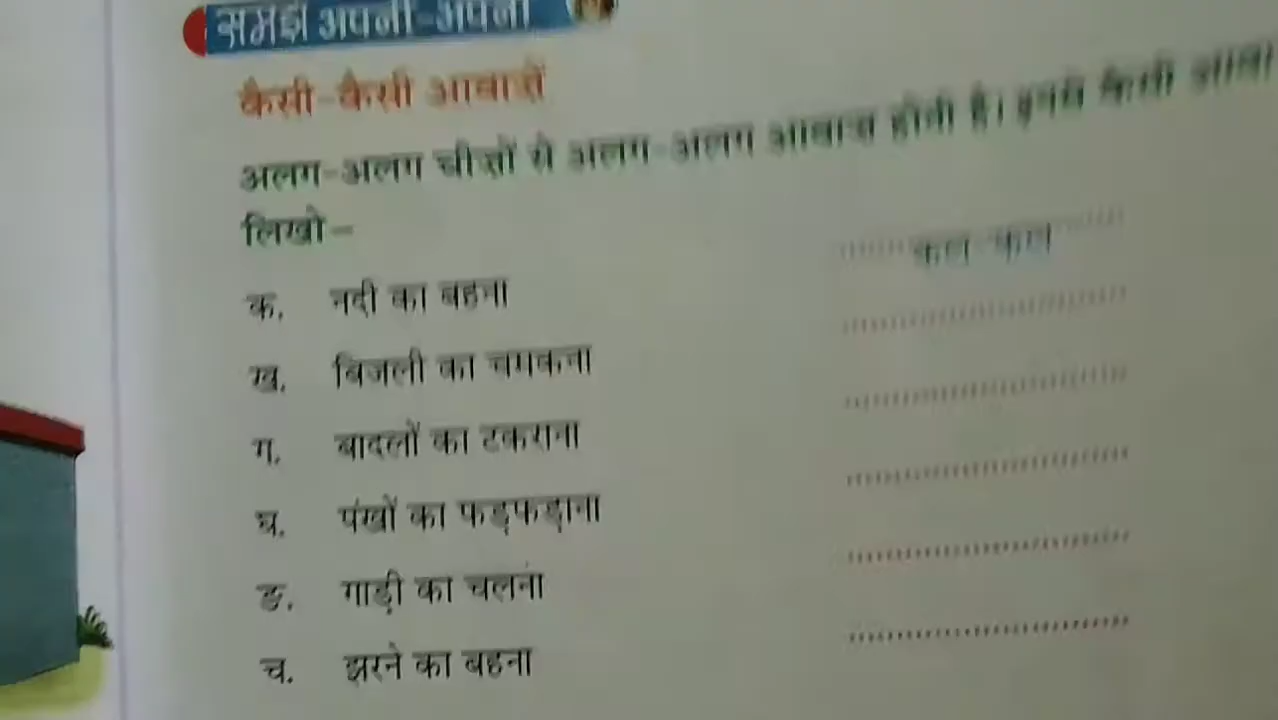 समझ अपनी-अपनी
कैसी-कैसी आवाज़ें
अलग-अलग चीज़ों से अलग-अलग आवाज़ होती है। इनसे कैसी
लिखो-
क. नदी का बहना कल-कल
ख. बिजली का चमकना
ग. बादलों का टकराना
घ. पंखों का फड़फड़ाना
ङ. गाड़ी का चलना
च. झरने का बहना